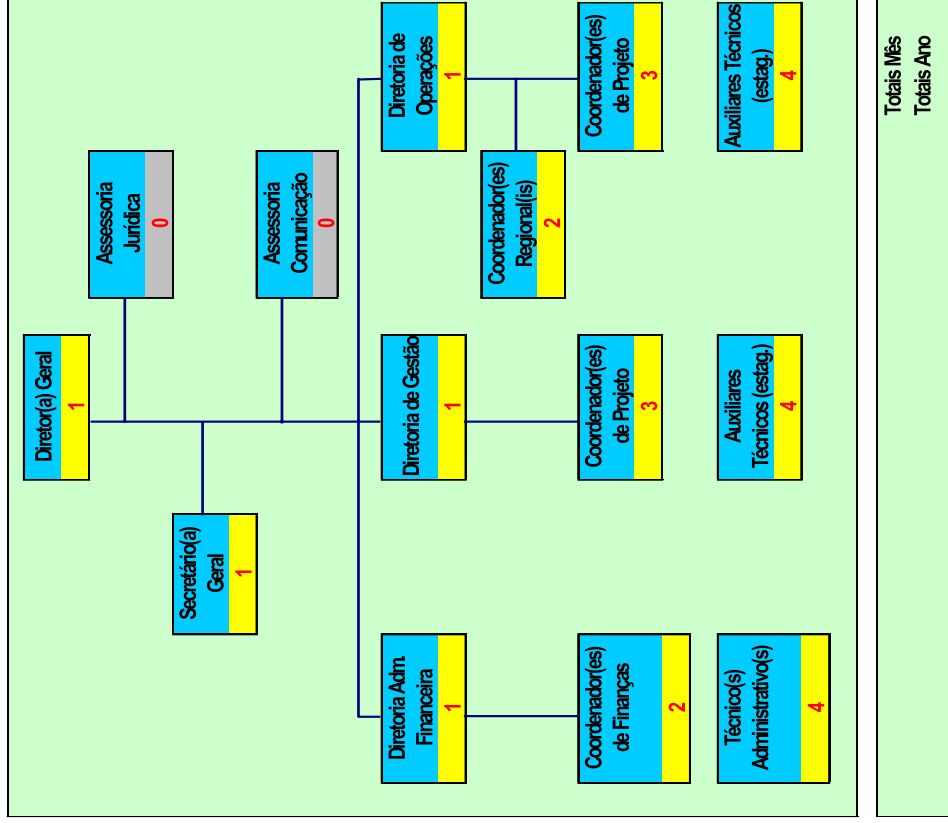 Diretor(a) Geral
1
Assessoria
Jurídica
0
Secretário(a)
Geral
1
Assessoria
Comunicação
0
Diretoria Adm.
Financeira
1
Diretoria de Gestão
1
Diretoria de
Operações
1
Coordenador(es)
Regional(is)
2
Coordenador(es)
de Finanças
2
Coordenador(es)
de Projeto
3
Coordenador(es)
de Projeto
3
Técnico(s)
Administrativo(s)
4
Auxiliares
Técnicos (estag.)
4
Auxiliares Técnicos
(estag.)
4
Totais Mês
Totais Ano